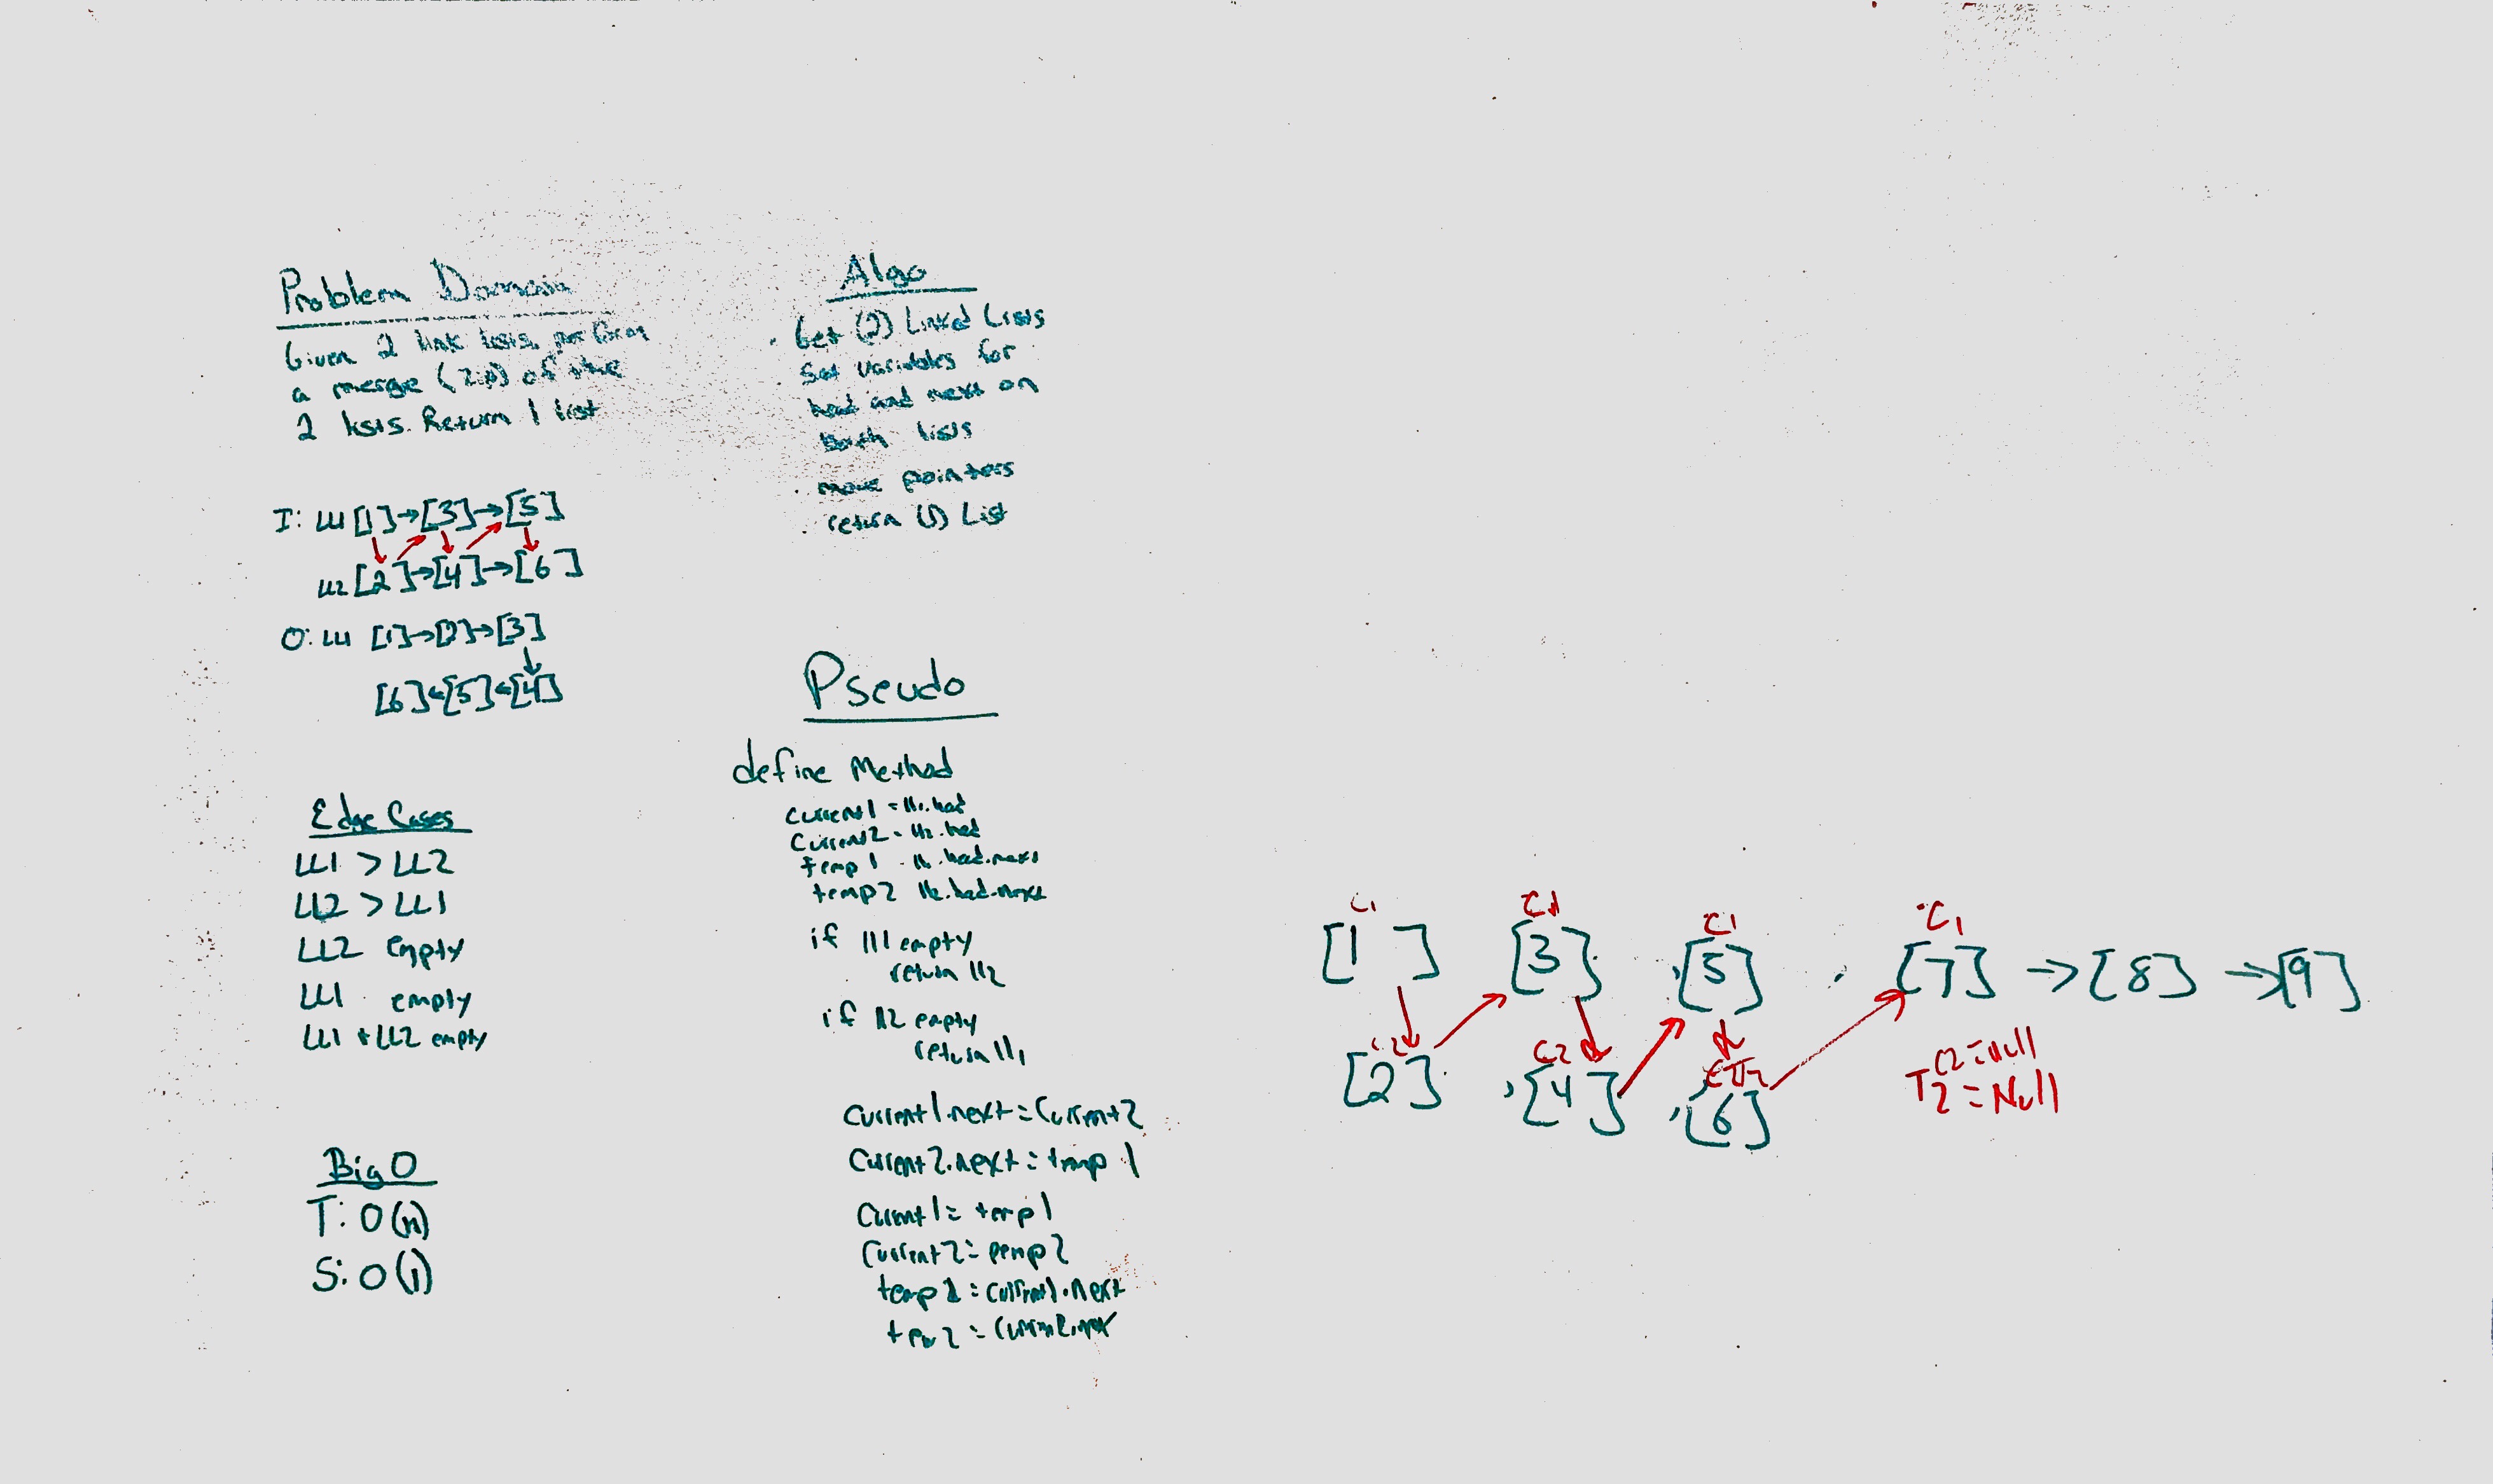 Problem Domain
Given 2 link lists, perform
a merge (zip) of the
2 lists. Return 1 list
I: LL1 [1]→[3]→[5]
LL2 [2]→[4]→[6]
O: LL1 [1]→[2]→[3]
[6]←[5]←[4]
Edge Cases
LL1 > LL2
LL2 > LL1
LL2 empty
LL1 empty
LL1 + LL2 empty
Big O
T: O(n)
S: O(1)
Algo
Get (2) Linked Lists
Set variables for
head and next on
both lists
move pointers
return (1) List
Pseudo
define Method
current1 = ll1.head
current2 = ll2.head
temp1 - ll1.head.next
temp2 ll2.head.next
if ll1 empty
return ll2
if ll2 empty
return ll1
current1.next = current2
current2.next = temp1
current1 = temp1
current2 = temp2
temp1 = current1.next
temp2 = current2.next
C1 C1 C1 C1
[1] [3] [5] [7] → [8] → [9]
C2 C2 C2=Null
T2=Null
[2] [4] [6]